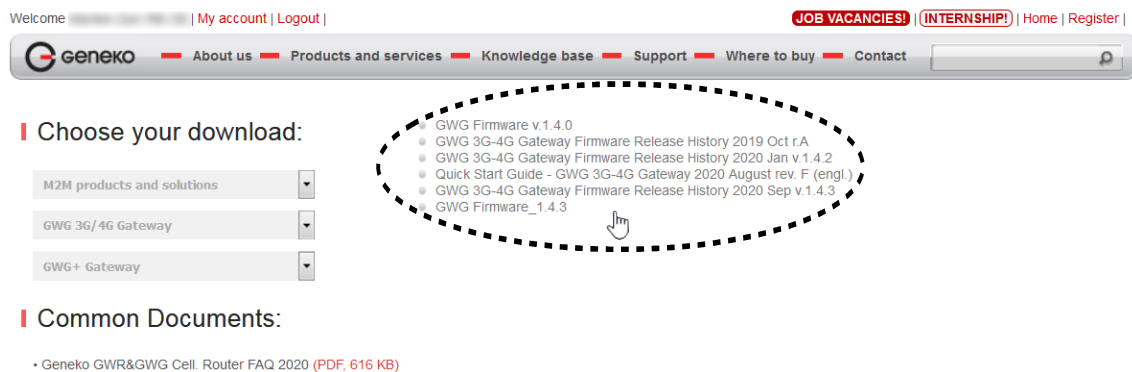 Welcome | My account | Logout |
JOB VACANCIES! | INTERNSHIP! | Home | Register |
GENEKO About us Products and services Knowledge base Support Where to buy Contact
Choose your download:
M2M products and solutions
GWG 3G/4G Gateway
GWG+ Gateway
GWG Firmware v.1.4.0
GWG 3G-4G Gateway Firmware Release History 2019 Oct r.A
GWG 3G-4G Gateway Firmware Release History 2020 Jan v.1.4.2
Quick Start Guide - GWG 3G-4G Gateway 2020 August rev. F (engl.)
GWG 3G-4G Gateway Firmware Release History 2020 Sep v.1.4.3
GWG Firmware_1.4.3
Common Documents:
• Geneko GWR&GWG Cell. Router FAQ 2020 (PDF, 616 KB)